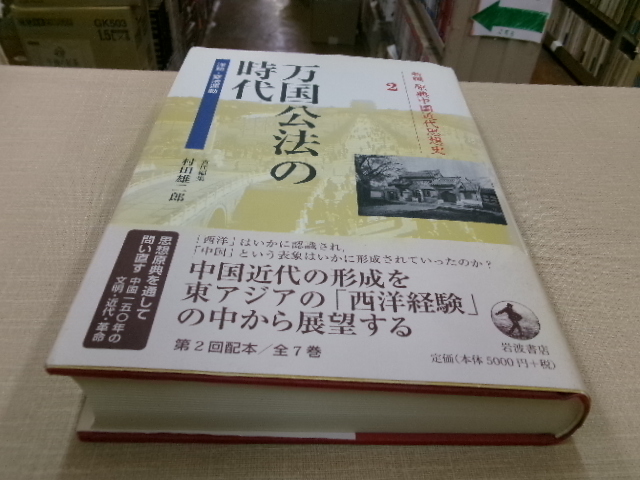 新編 原典中国近代思想史
2
万国公法の
時代
洋務・変法運動
責任編集
村田雄二郎
「西洋」はいかに認識され,
「中国」という表象はいかに形成されていったのか?
中国近代の形成を
東アジアの「西洋経験」
の中から展望する
第2回配本/全7巻
思想原典を通して
問い直す
中国一五〇年の
文明・近代・革命
岩波書店
定価(本体 5000円+税)
GK503